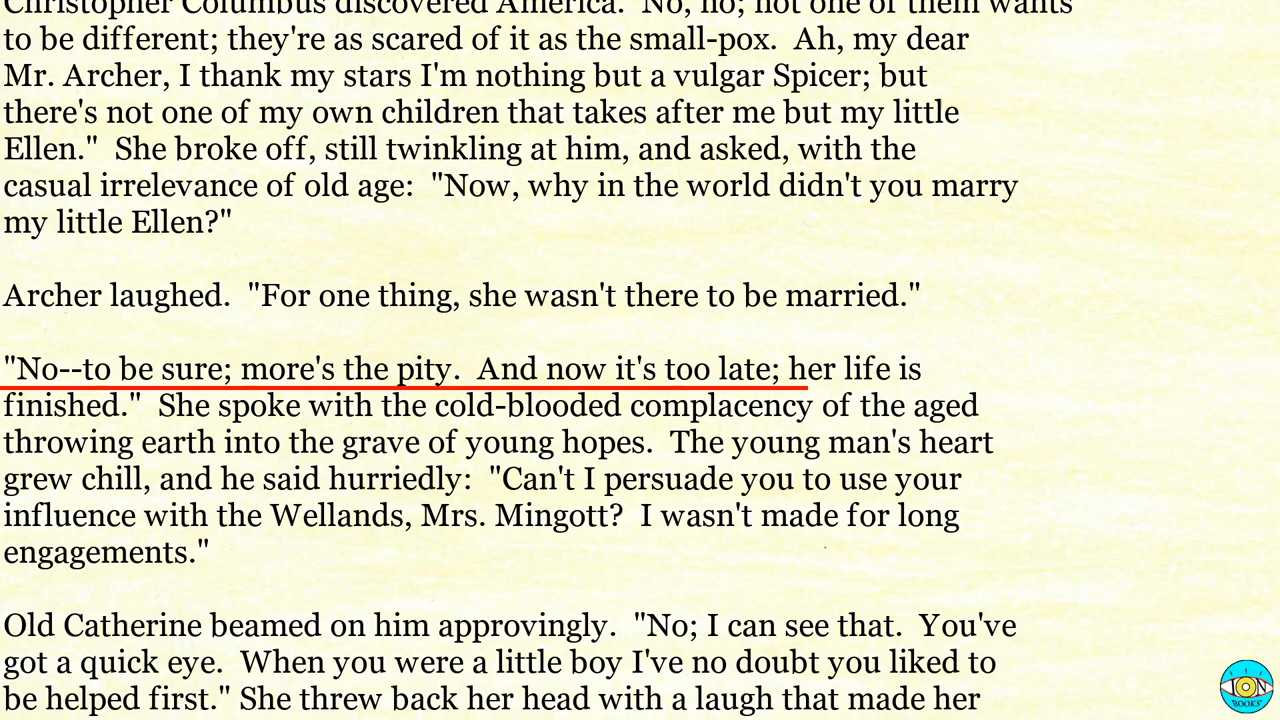 Christopher Columbus discovered America.  No, no; not one of them wants
to be different; they're as scared of it as the small-pox.  Ah, my dear
Mr. Archer, I thank my stars I'm nothing but a vulgar Spicer; but
there's not one of my own children that takes after me but my little
Ellen."  She broke off, still twinkling at him, and asked, with the
casual irrelevance of old age:  "Now, why in the world didn't you marry
my little Ellen?"
Archer laughed.  "For one thing, she wasn't there to be married."
"No--to be sure; more's the pity.  And now it's too late; her life is
finished."  She spoke with the cold-blooded complacency of the aged
throwing earth into the grave of young hopes.  The young man's heart
grew chill, and he said hurriedly:  "Can't I persuade you to use your
influence with the Wellands, Mrs. Mingott?  I wasn't made for long
engagements."
Old Catherine beamed on him approvingly.  "No; I can see that.  You've
got a quick eye.  When you were a little boy I've no doubt you liked to
be helped first." She threw back her head with a laugh that made her
ION
BOOKS